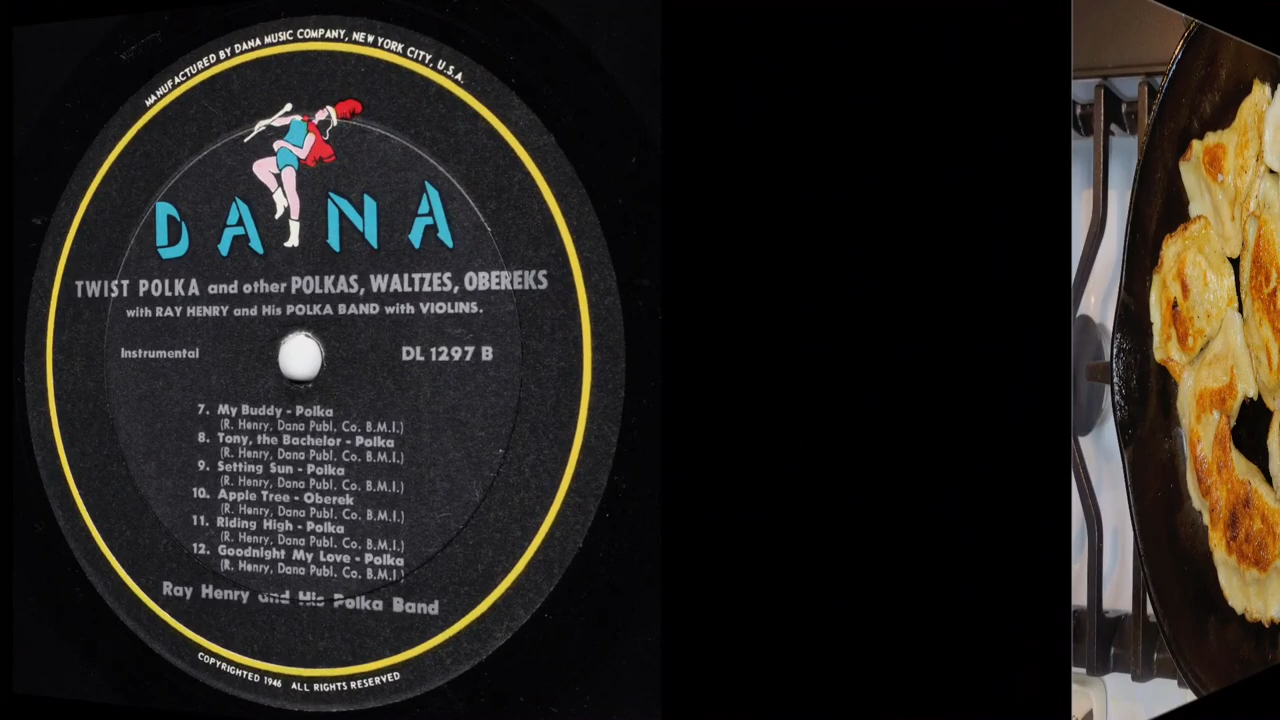 MANUFACTURED BY DANA MUSIC COMPANY, NEW YORK CITY, U.S.A.
DANA
TWIST POLKA and other POLKAS, WALTZES, OBEREKS
with RAY HENRY and His POLKA BAND with VIOLINS.
Instrumental DL 1297 B
7. My Buddy - Polka
(R. Henry, Dana Publ. Co. B.M.I.)
8. Tony, the Bachelor - Polka
(R. Henry, Dana Publ. Co. B.M.I.)
9. Setting Sun - Polka
(R. Henry, Dana Publ. Co. B.M.I.)
10. Apple Tree - Oberek
(R. Henry, Dana Publ. Co. B.M.I.)
11. Riding High - Polka
(R. Henry, Dana Publ. Co. B.M.I.)
12. Goodnight My Love - Polka
(R. Henry, Dana Publ. Co. B.M.I.)
Ray Henry and His Polka Band
COPYRIGHTED 1946 ALL RIGHTS RESERVED